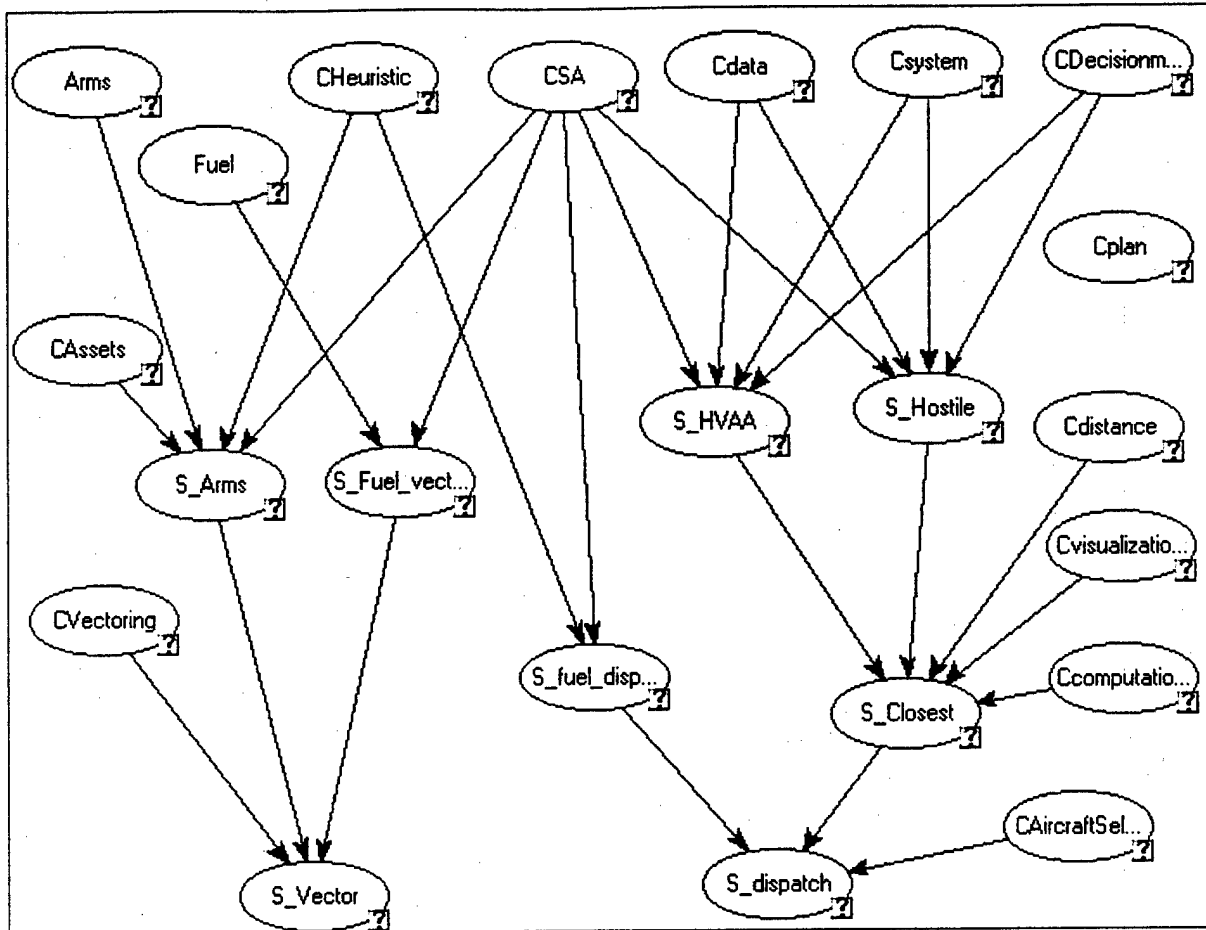 Arms
?
CHeuristic
?
CSA
?
Cdata
?
Csystem
?
CDecisionm...
?
Fuel
?
Cplan
?
CAssets
?
S_HVAA
?
S_Hostile
?
Cdistance
?
S_Arms
?
S_Fuel_vect...
?
Cvisualizatio...
?
CVectoring
?
S_fuel_disp...
?
Ccomputatio...
?
S_Closest
?
CAircraftSel...
?
S_Vector
?
S_dispatch
?